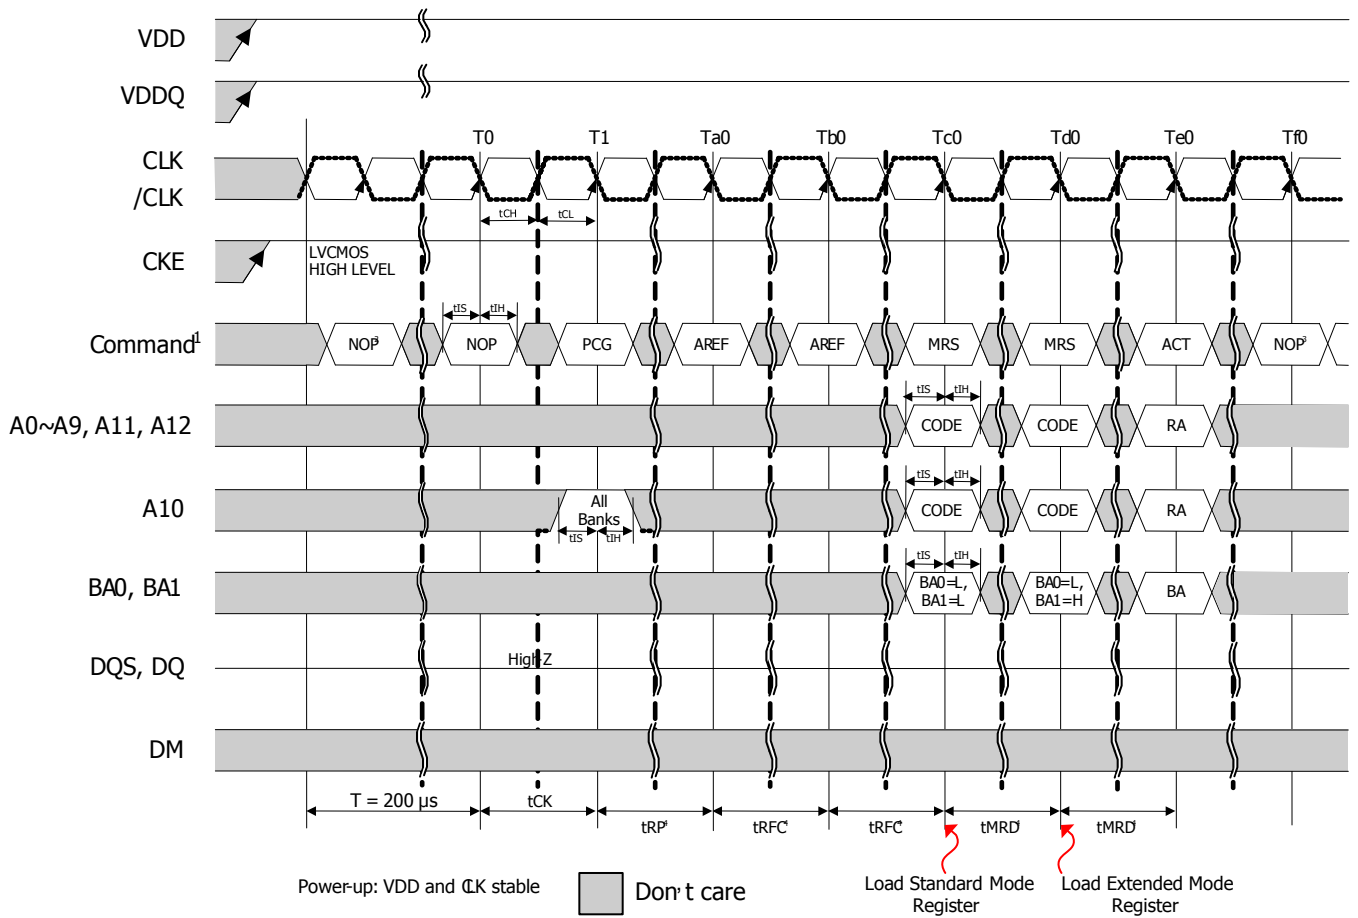 VDD
VDDQ
T0 T1 Ta0 Tb0 Tc0 Td0 Te0 Tf0
CLK
/CLK
tCH tCL
CKE
LVCMOS
HIGH LEVEL
tIS tIH
Command1 NOP3 NOP PCG AREF AREF MRS MRS ACT NOP3
tIS tIH
A0~A9, A11, A12 CODE CODE RA
tIS tIH
A10 All
Banks CODE CODE RA
tIS tIH
tIS tIH
BA0, BA1 BA0=L,
BA1=L BA0=L,
BA1=H BA
DQS, DQ High-Z
DM
T = 200 µs tCK
tRP4 tRFC4 tRFC4 tMRD4 tMRD4
Power-up: VDD and CLK stable
Don't care
Load Standard Mode
Register
Load Extended Mode
Register